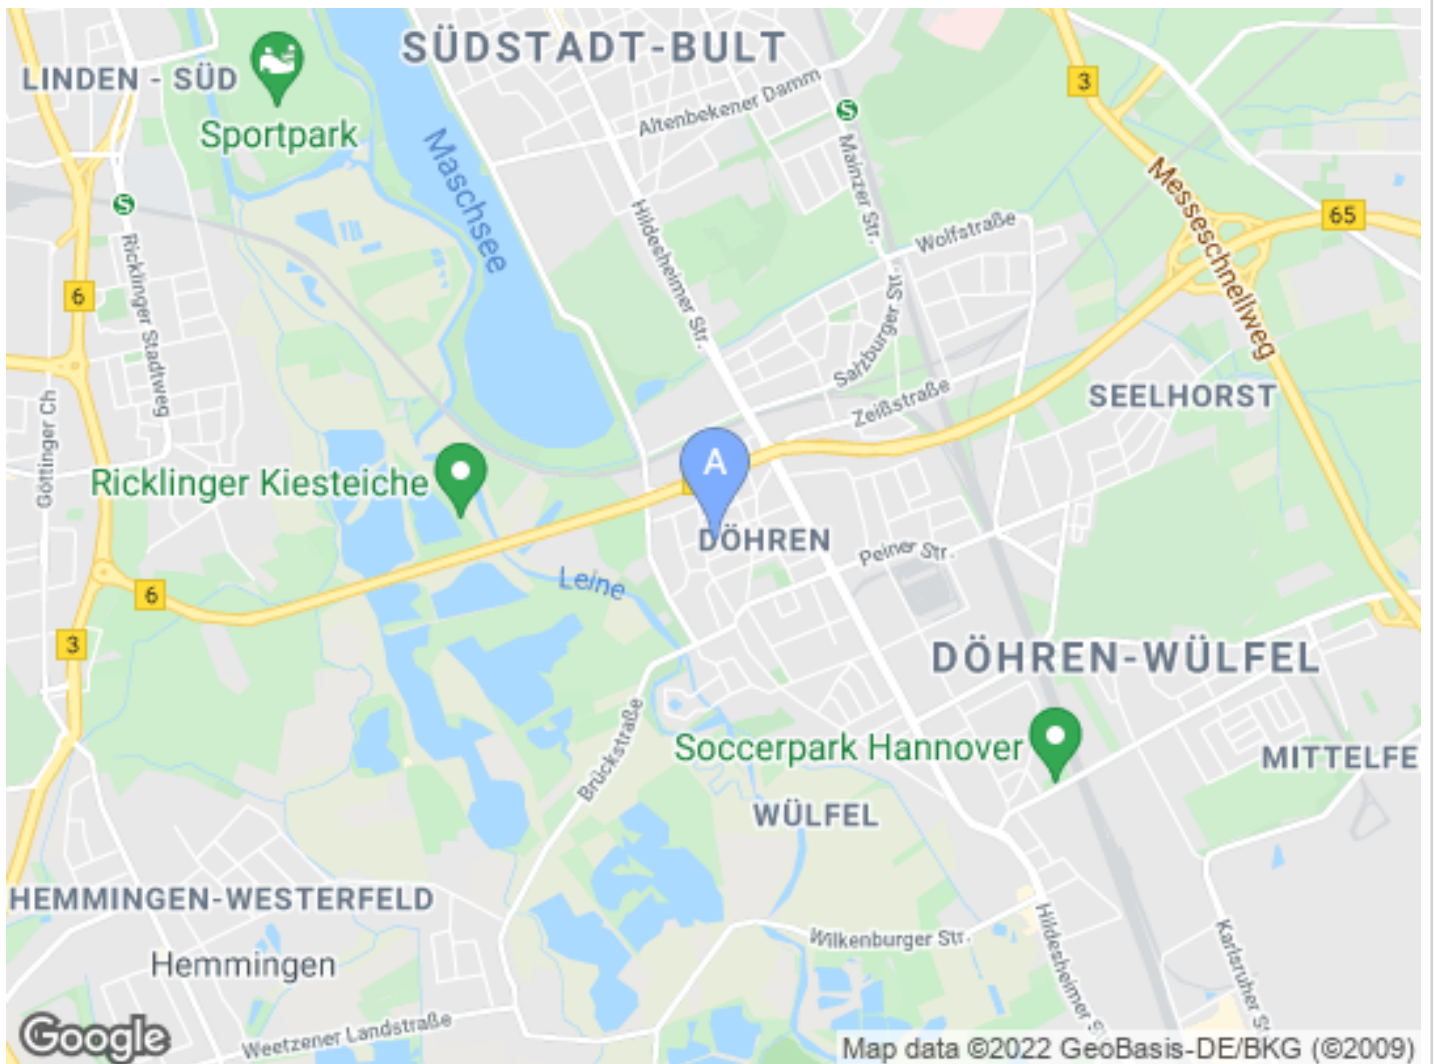 SÜDSTADT-BULT
LINDEN - SÜD
Sportpark
Altenbekener Damm
3
S
Maschsee
Mainzer Str.
Messeschnellweg
S
Hildesheimer Str.
Wolfstraße
65
Ricklinger Stadtweg
6
Salzburger Str.
Zeißstraße
SEELHORST
Göttinger Ch
Ricklinger Kiesteiche
A
DÖHREN
Peiner Str.
Leine
6
3
DÖHREN-WÜLFEL
Brückstraße
Soccerpark Hannover
MITTELFE
WÜLFEL
HEMMINGEN-WESTERFELD
Hemmingen
Wilkenburger Str.
Hildesheimer S
Karlsruher St
Weetzener Landstraße
Google
Map data ©2022 GeoBasis-DE/BKG (©2009)